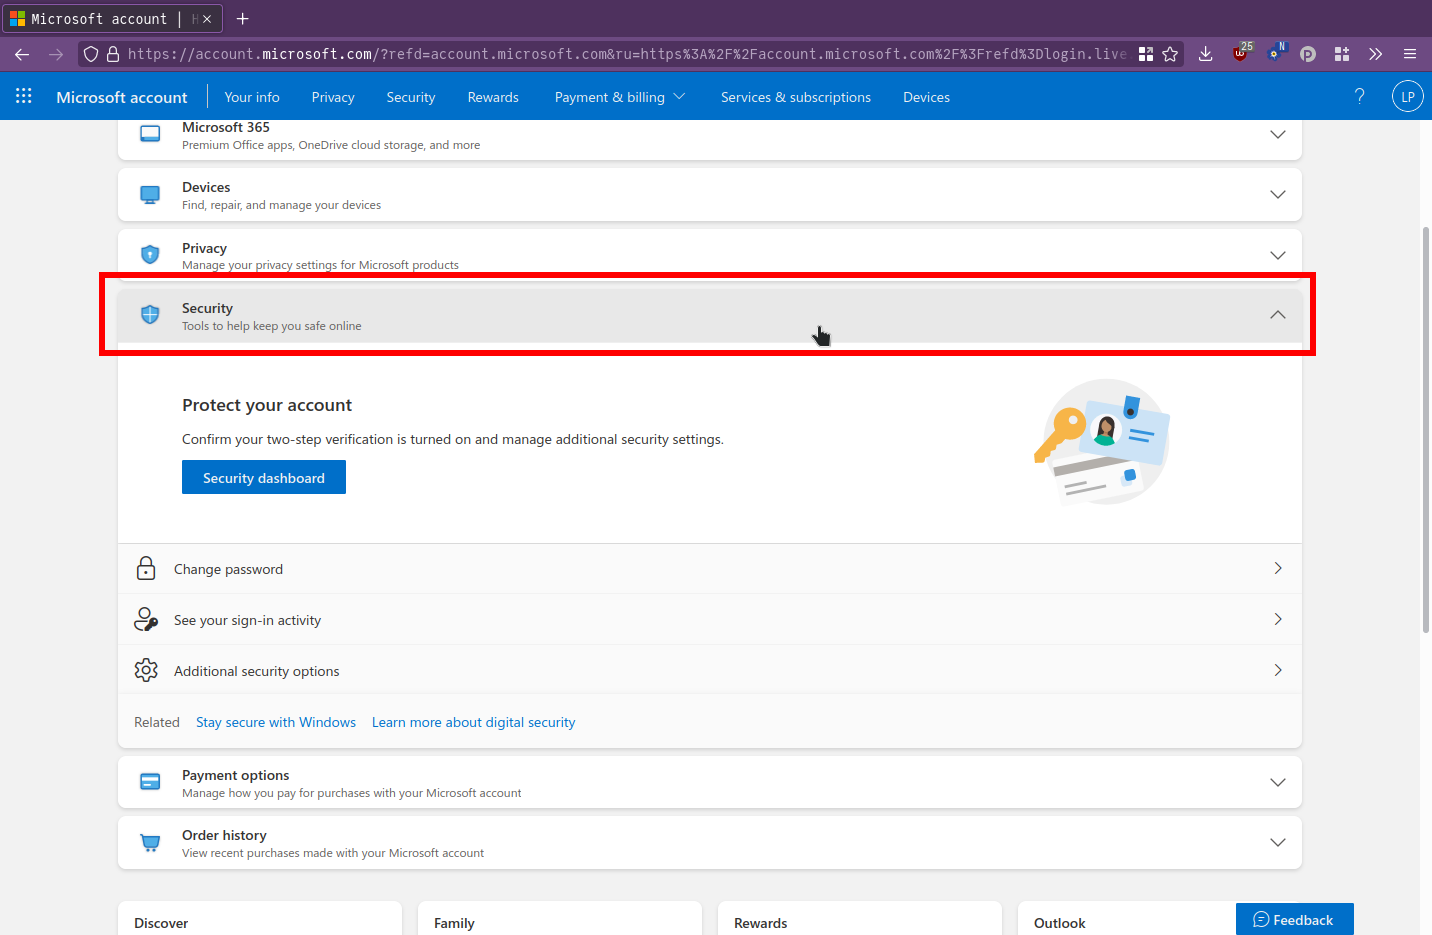 Microsoft account |
https://account.microsoft.com/?refd=account.microsoft.com&ru=https%3A%2F%2Faccount.microsoft.com%2F%3Frefd%3Dlogin.live
25
N
Microsoft account
Your info
Privacy
Security
Rewards
Payment & billing
Services & subscriptions
Devices
?
LP
Microsoft 365
Premium Office apps, OneDrive cloud storage, and more
Devices
Find, repair, and manage your devices
Privacy
Manage your privacy settings for Microsoft products
Security
Tools to help keep you safe online
Protect your account
Confirm your two-step verification is turned on and manage additional security settings.
Security dashboard
Change password
See your sign-in activity
Additional security options
Related Stay secure with Windows Learn more about digital security
Payment options
Manage how you pay for purchases with your Microsoft account
Order history
View recent purchases made with your Microsoft account
Discover
Family
Rewards
Outlook
Feedback